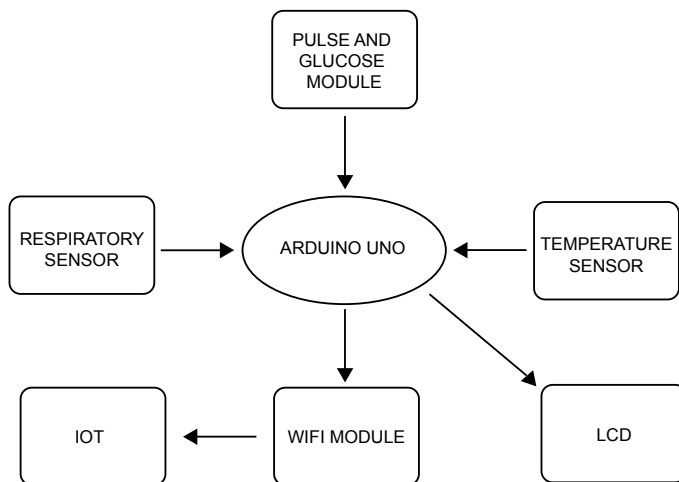 PULSE AND
GLUCOSE
MODULE
RESPIRATORY
SENSOR
ARDUINO UNO
TEMPERATURE
SENSOR
IOT
WIFI MODULE
LCD